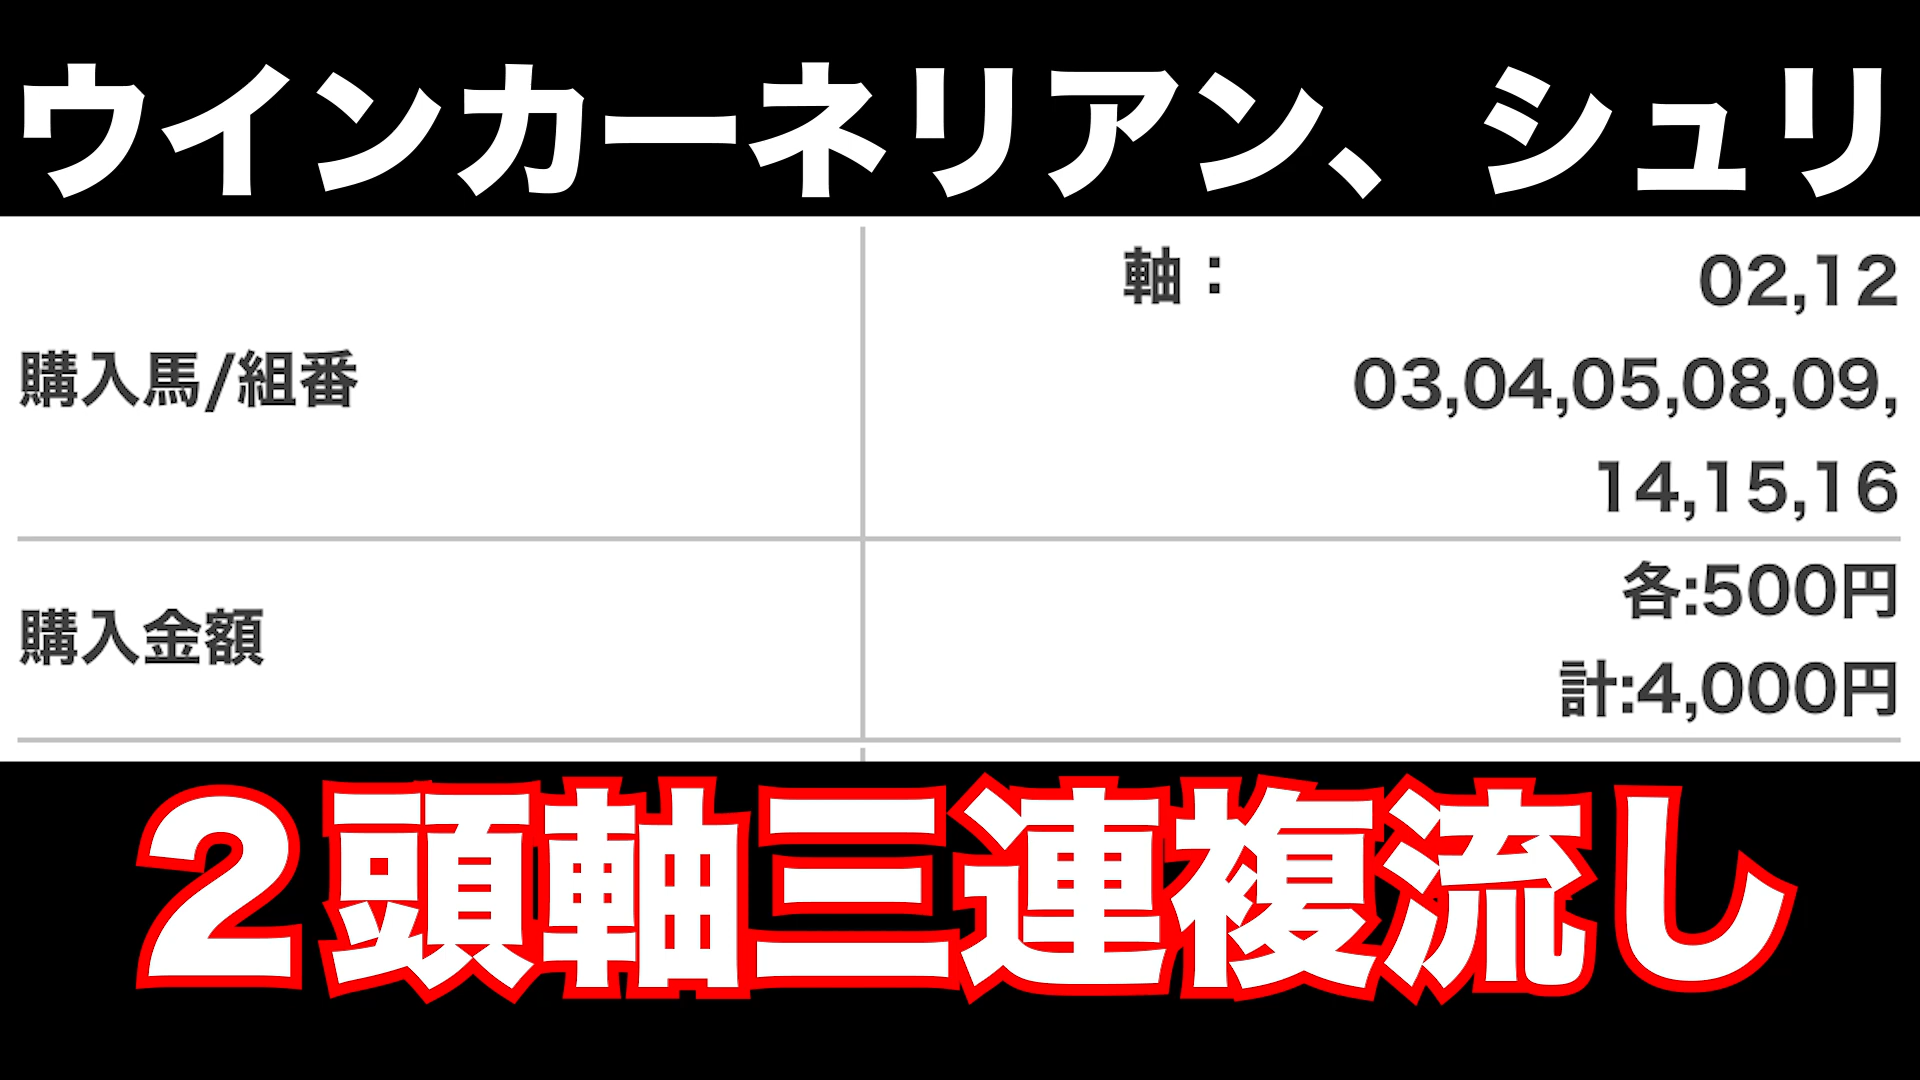 ウインカーネリアン、シュリ
軸：
02,12
購入馬/組番
03,04,05,08,09,
14,15,16
購入金額
各:500円
計:4,000円
２頭軸三連複流し